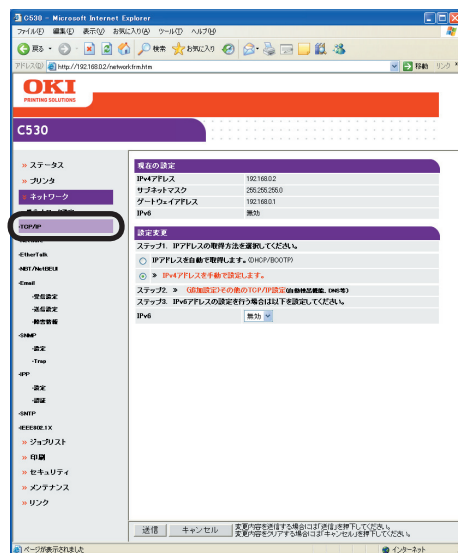 C530 - Microsoft Internet Explorer
ファイル(F) 編集(E) 表示(V) お気に入り(A) ツール(T) ヘルプ(H)
戻る 検索 お気に入り
アドレス(D) http://192.168.0.2/networkfrm.htm 移動 リンク
OKI
PRINTING SOLUTIONS
C530
» ステータス
» プリンタ
» ネットワーク
-TCP/IP
-EtherTalk
-NBT/NetBEUI
-Email
-受信設定
-送信設定
-障害情報
-SNMP
-設定
-Trap
-IPP
-設定
-認証
-SNTP
-IEEE802.1X
» ジョブリスト
» 印刷
» セキュリティ
» メンテナンス
» リンク
現在の設定
IPv4アドレス 192.168.0.2
サブネットマスク 255.255.255.0
ゲートウェイアドレス 192.168.0.1
IPv6 無効
設定変更
ステップ1. IPアドレスの取得方法を選択してください。
IPアドレスを自動で取得します。(DHCP/BOOTP)
» IPv4アドレスを手動で設定します。
ステップ2. » (追加設定)その他のTCP/IP設定(自動検出機能、DNS等)
ステップ3. IPv6アドレスの設定を行う場合は以下を設定してください。
IPv6 無効
送信 キャンセル 変更内容を送信する場合には「送信」を押下してください。
変更内容をクリアする場合には「キャンセル」を押下してください。
ページが表示されました インターネット